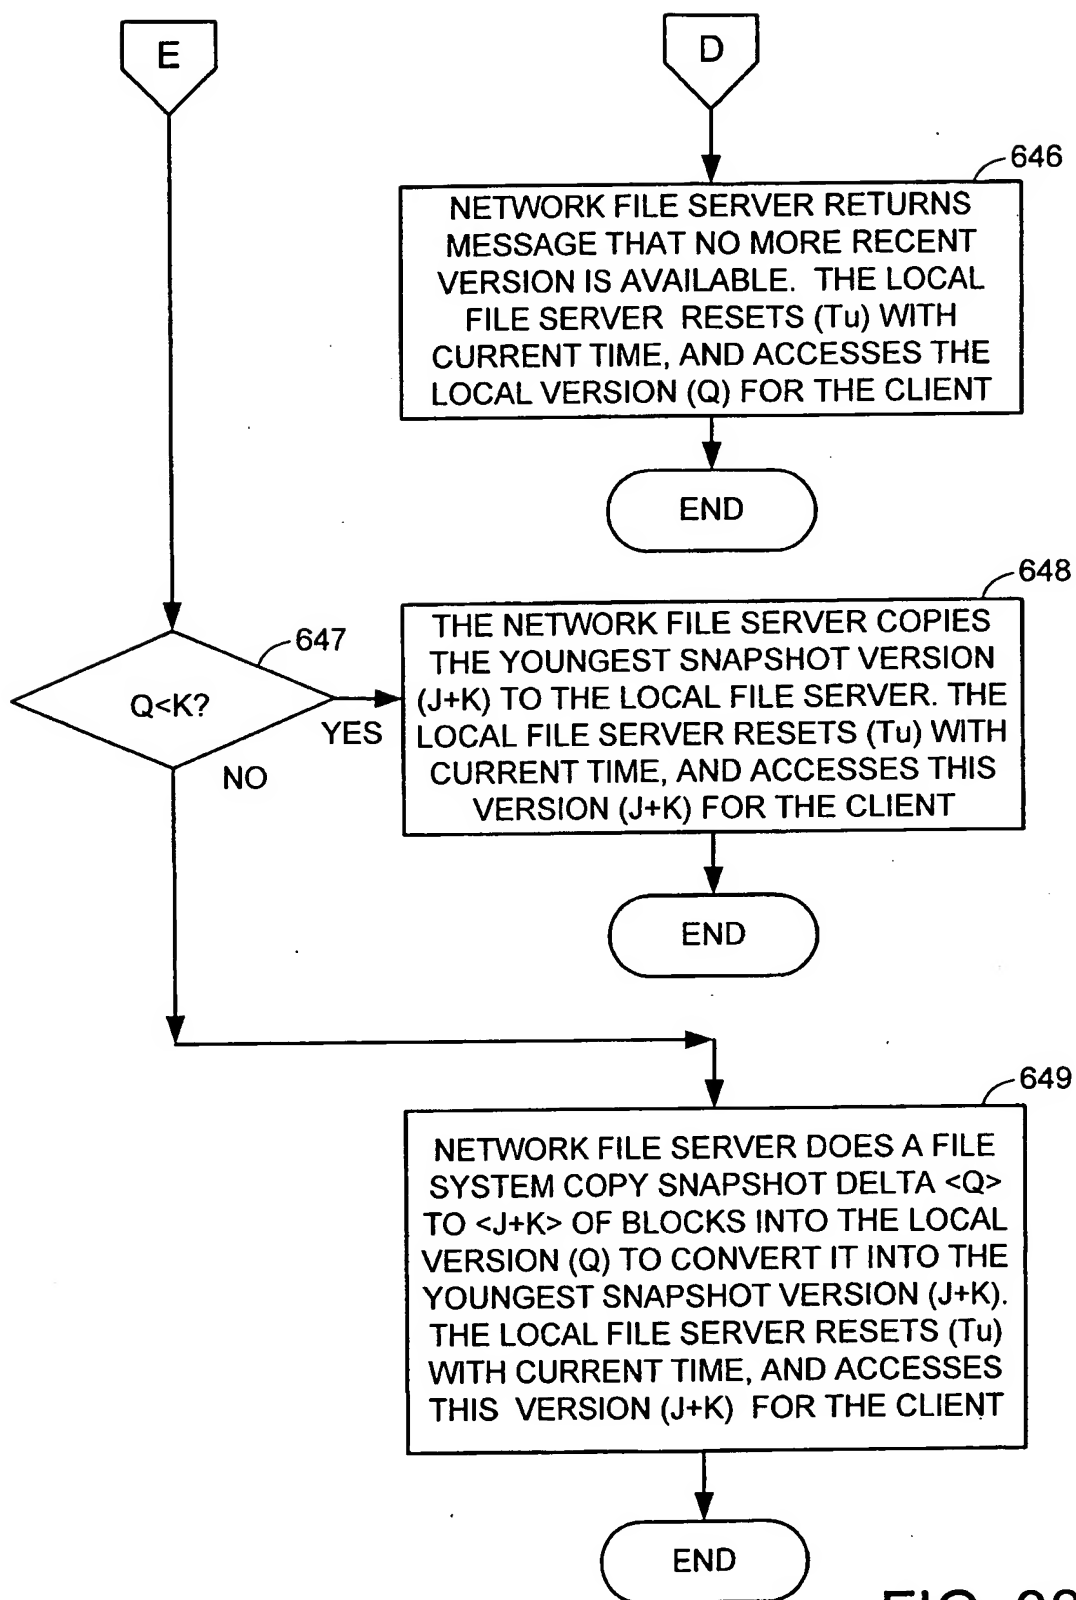 E
D
646
NETWORK FILE SERVER RETURNS
MESSAGE THAT NO MORE RECENT
VERSION IS AVAILABLE. THE LOCAL
FILE SERVER RESETS (Tu) WITH
CURRENT TIME, AND ACCESSES THE
LOCAL VERSION (Q) FOR THE CLIENT
END
647
Q<K?
YES
NO
648
THE NETWORK FILE SERVER COPIES
THE YOUNGEST SNAPSHOT VERSION
(J+K) TO THE LOCAL FILE SERVER. THE
LOCAL FILE SERVER RESETS (Tu) WITH
CURRENT TIME, AND ACCESSES THIS
VERSION (J+K) FOR THE CLIENT
END
649
NETWORK FILE SERVER DOES A FILE
SYSTEM COPY SNAPSHOT DELTA <Q>
TO <J+K> OF BLOCKS INTO THE LOCAL
VERSION (Q) TO CONVERT IT INTO THE
YOUNGEST SNAPSHOT VERSION (J+K).
THE LOCAL FILE SERVER RESETS (Tu)
WITH CURRENT TIME, AND ACCESSES
THIS VERSION (J+K) FOR THE CLIENT
END
FIG.